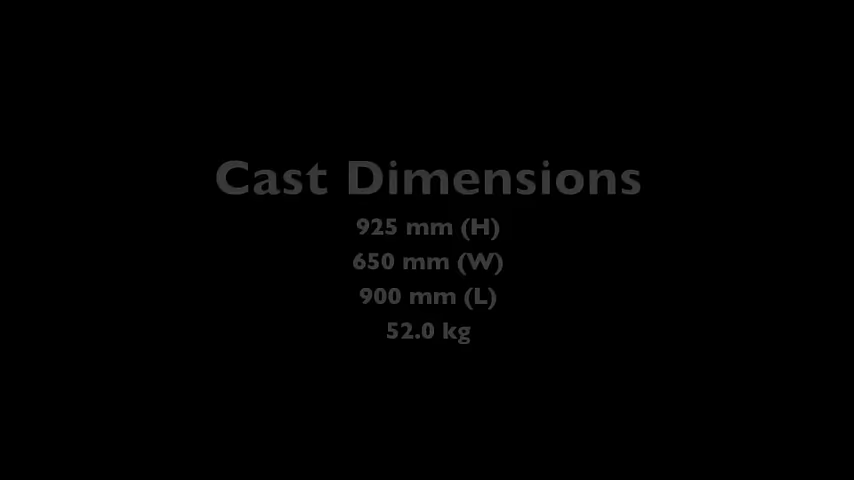 Cast Dimensions
925 mm (H)
650 mm (W)
900 mm (L)
52.0 kg